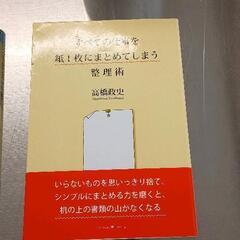 すべての仕事を
紙1枚にまとめてしまう
整理術
高橋政史
いらないものを思いっきり捨て、
シンプルにまとめる力を磨くと、
机の上の書類の山がなくなる